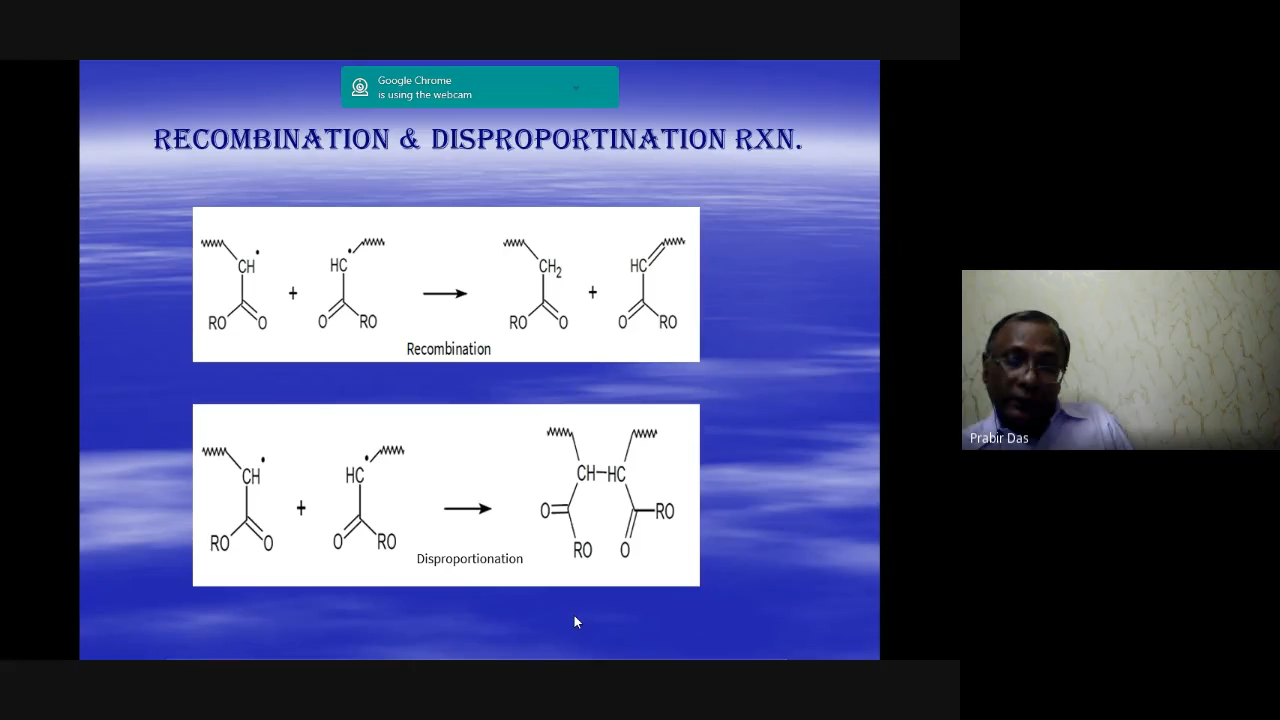 Google Chrome
is using the webcam
RECOMBINATION & DISPROPORTINATION RXN.
CH• + HC• → CH2 + HC
RO O O RO RO O O RO
Recombination
CH• + HC• → CH–HC
O RO
RO O O RO RO O
Disproportionation
Prabir Das